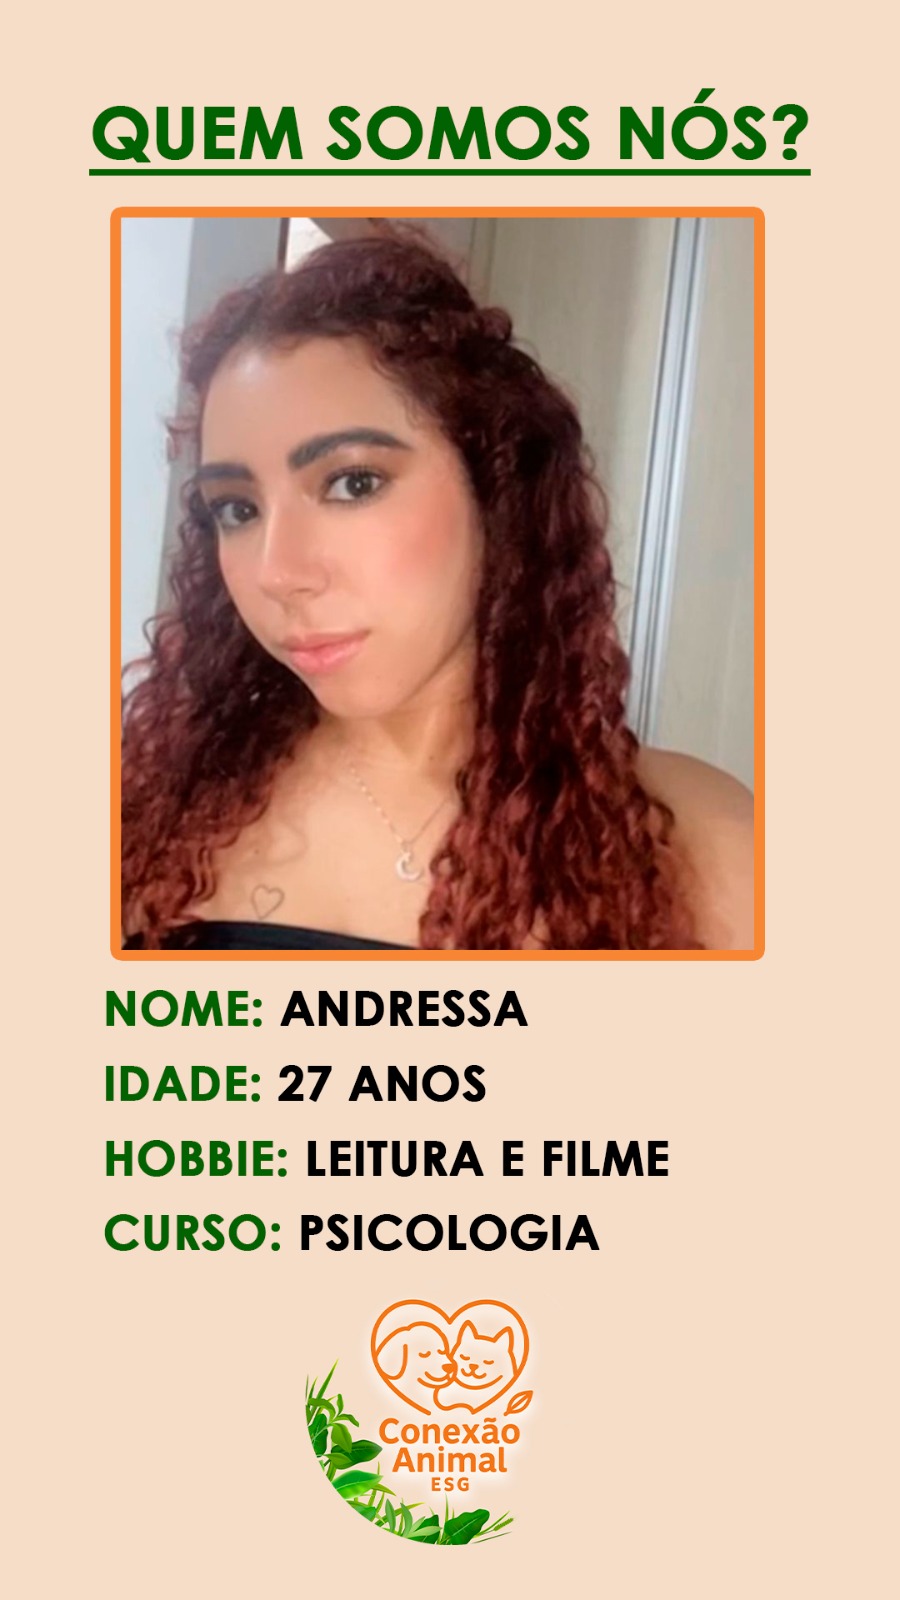 QUEM SOMOS NÓS?
NOME: ANDRESSA
IDADE: 27 ANOS
HOBBIE: LEITURA E FILME
CURSO: PSICOLOGIA
Conexão
Animal
ESG